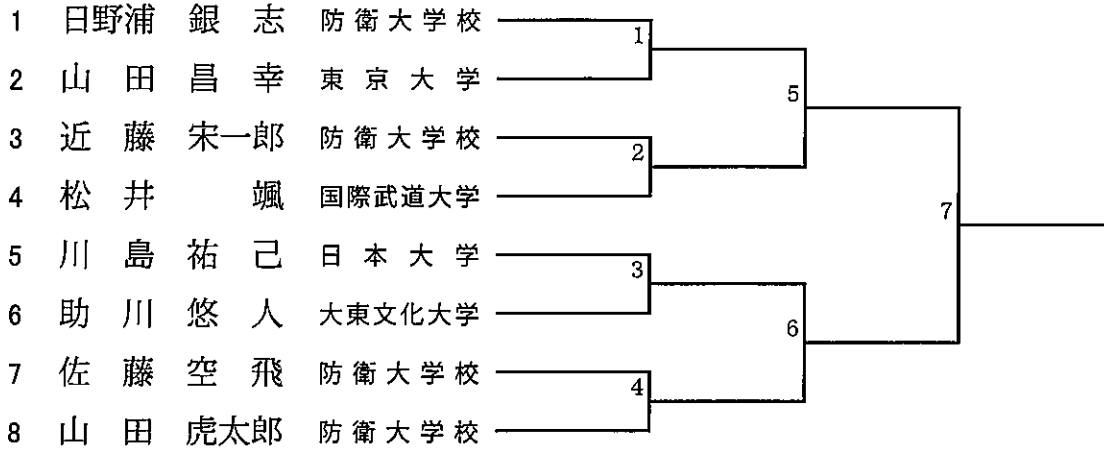 1 日野浦 銀 志 防衛大学校
2 山 田 昌 幸 東京大学
3 近 藤 宋一郎 防衛大学校
4 松 井 颯 国際武道大学
5 川 島 祐 己 日本大学
6 助 川 悠 人 大東文化大学
7 佐 藤 空 飛 防衛大学校
8 山 田 虎太郎 防衛大学校
1
2
3
4
5
6
7